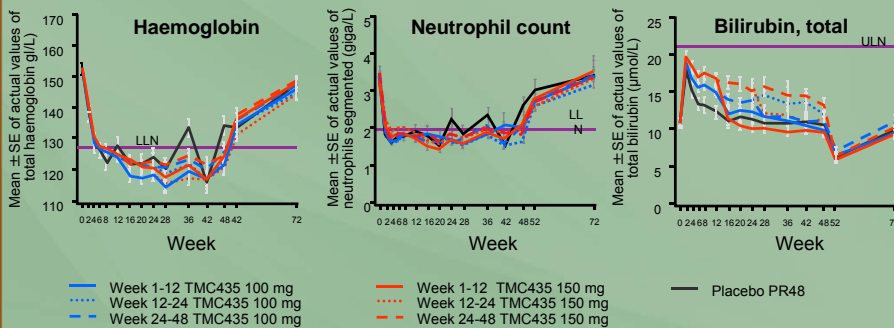 Haemoglobin
Mean ±SE of actual values of
total haemoglobin gl/L)
170
160
150
140
130
120
110
LLN
0 2 4 6 8 12 16 20 24 28 36 42 48 42 72
Week
Neutrophil count
Mean ±SE of actual values of
neutrophils segmented (giga/L)
5
4
3
2
1
0
LL
N
0 2 4 6 8 12 16 20 24 28 36 42 48 52 72
Week
Bilirubin, total
Mean ±SE of actual values of
total bilirubin (µmol/L)
25
20
15
10
5
0
ULN
0 2 4 6 8 12 16 20 24 28 36 42 48 52
Week
Week 1-12 TMC435 100 mg
Week 12-24 TMC435 100 mg
Week 24-48 TMC435 100 mg
Week 1-12 TMC435 150 mg
Week 12-24 TMC435 150 mg
Week 24-48 TMC435 150 mg
Placebo PR48